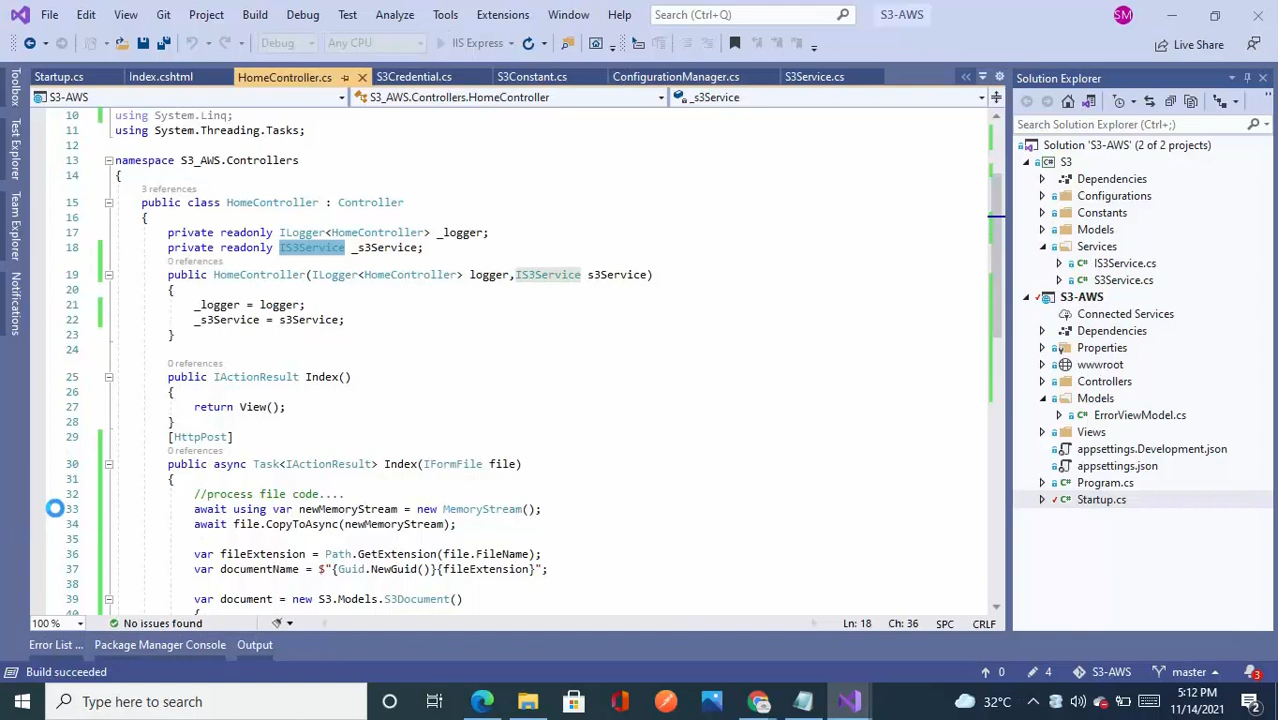 File Edit View Git Project Build Debug Test Analyze Tools Extensions Window Help Search (Ctrl+Q) S3-AWS SM
Debug Any CPU IIS Express Live Share
Startup.cs Index.cshtml HomeController.cs S3Credential.cs S3Constant.cs ConfigurationManager.cs S3Service.cs
S3-AWS S3_AWS.Controllers.HomeController _s3Service
Toolbox
Test Explorer
Team Explorer
Notifications
10 using System.Linq;
11 using System.Threading.Tasks;
12
13 namespace S3_AWS.Controllers
14 {
3 references
15 public class HomeController : Controller
16 {
17 private readonly ILogger<HomeController> _logger;
18 private readonly IS3Service _s3Service;
0 references
19 public HomeController(ILogger<HomeController> logger,IS3Service s3Service)
20 {
21 _logger = logger;
22 _s3Service = s3Service;
23 }
24
0 references
25 public IActionResult Index()
26 {
27 return View();
28 }
29 [HttpPost]
0 references
30 public async Task<IActionResult> Index(IFormFile file)
31 {
32 //process file code....
33 await using var newMemoryStream = new MemoryStream();
34 await file.CopyToAsync(newMemoryStream);
35
36 var fileExtension = Path.GetExtension(file.FileName);
37 var documentName = $"{Guid.NewGuid()}{fileExtension}";
38
39 var document = new S3.Models.S3Document()
40 {
100 % No issues found Ln: 18 Ch: 36 SPC CRLF
Solution Explorer
Search Solution Explorer (Ctrl+;)
Solution 'S3-AWS' (2 of 2 projects)
S3
Dependencies
Configurations
Constants
Models
Services
IS3Service.cs
S3Service.cs
S3-AWS
Connected Services
Dependencies
Properties
wwwroot
Controllers
Models
ErrorViewModel.cs
Views
appsettings.Development.json
appsettings.json
Program.cs
Startup.cs
Error List ... Package Manager Console Output
Build succeeded 0 4 S3-AWS master 3
Type here to search 32°C 5:12 PM
11/14/2021 2